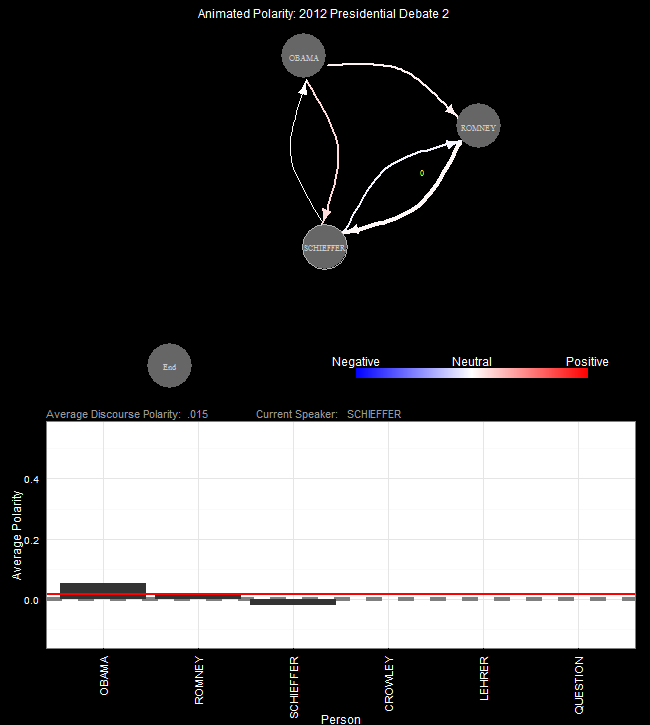 Animated Polarity: 2012 Presidential Debate 2
OBAMA
ROMNEY
0
SCHIEFFER
End
Negative Neutral Positive
Average Discourse Polarity: .015 Current Speaker: SCHIEFFER
Average Polarity
0.4
0.2
0.0
OBAMA
ROMNEY
SCHIEFFER
CROWLEY
LEHRER
QUESTION
Person